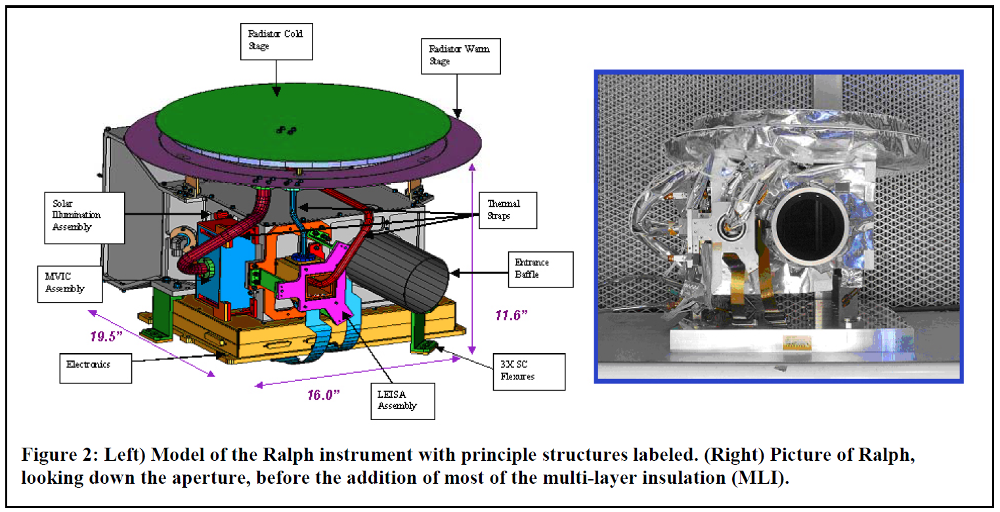 Radiator Cold
Stage
Radiator Warm
Stage
Solar
Illumination
Assembly
Thermal
Straps
MVIC
Assembly
Entrance
Baffle
11.6”
19.5”
Electronics
3X SC
Flexures
16.0”
LEISA
Assembly
Figure 2: Left) Model of the Ralph instrument with principle structures labeled. (Right) Picture of Ralph,
looking down the aperture, before the addition of most of the multi-layer insulation (MLI).